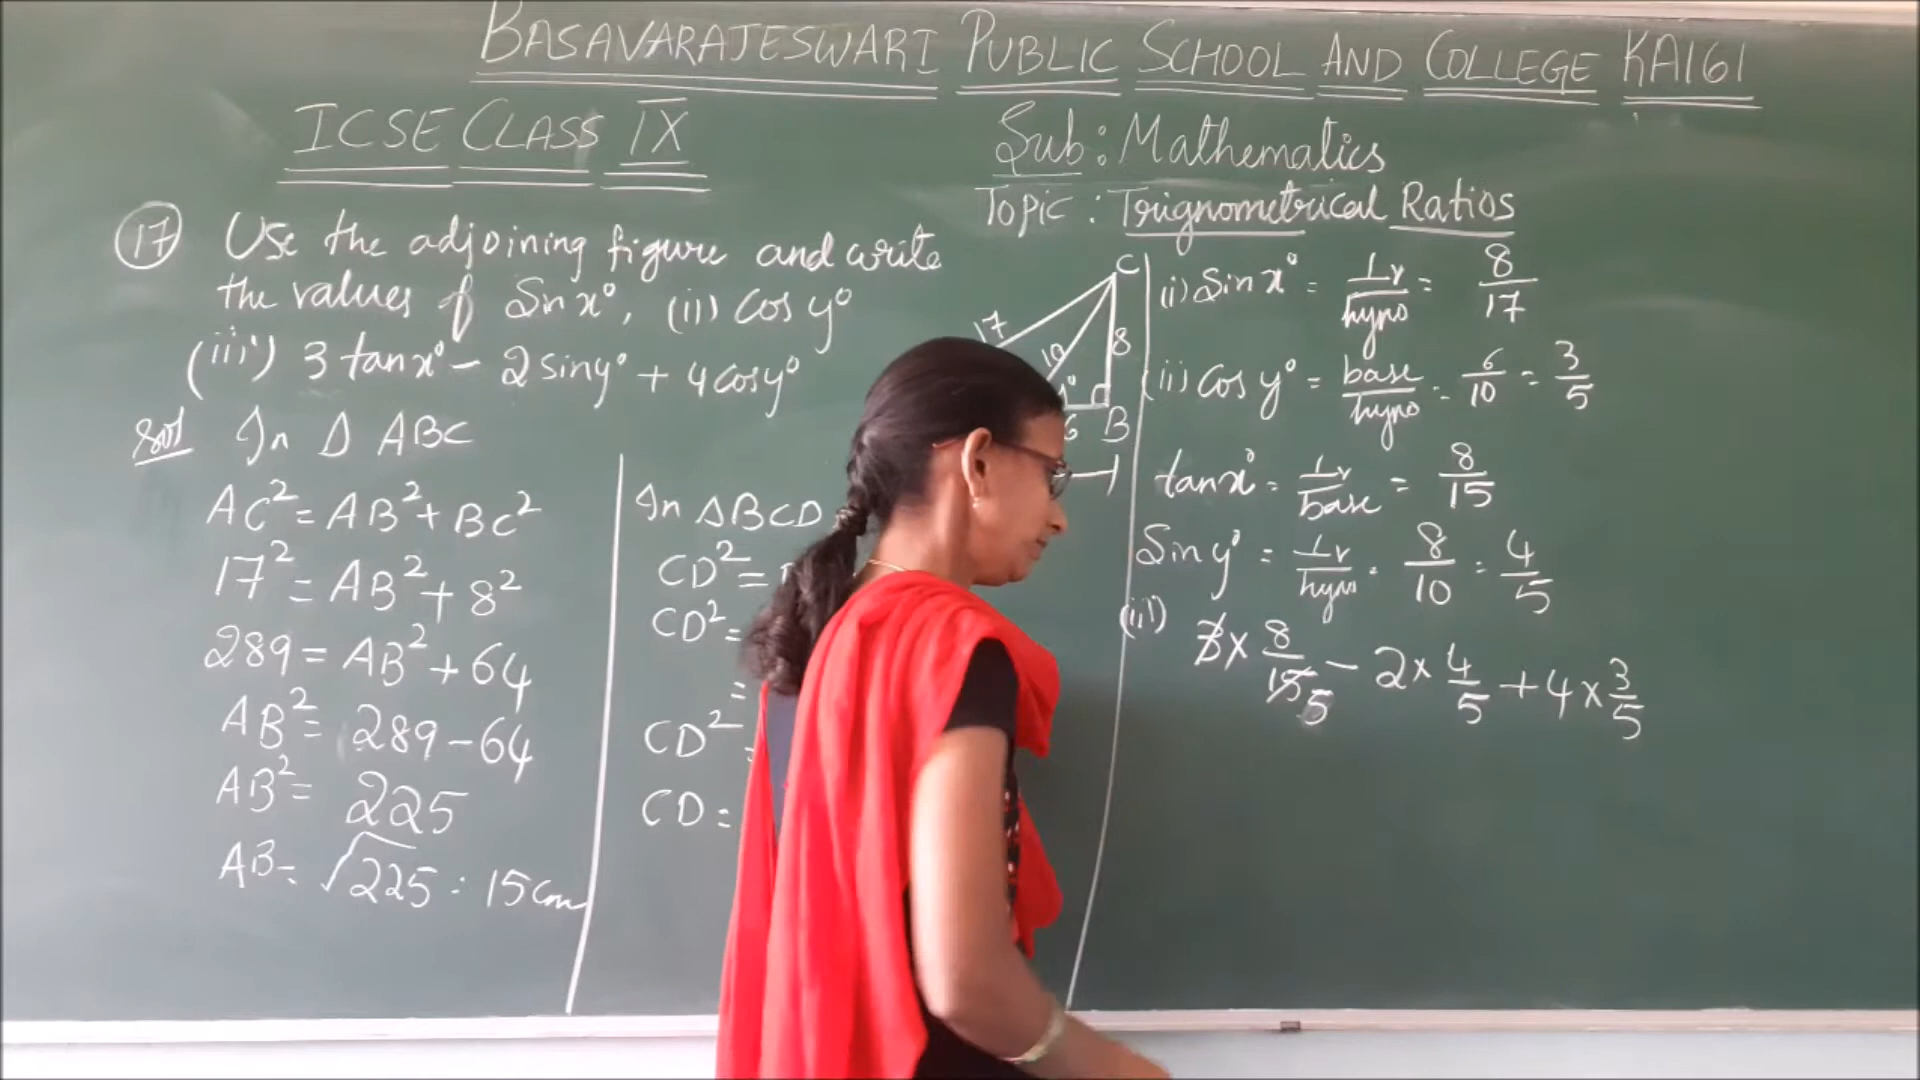 BASAVARAJESWARI PUBLIC SCHOOL AND COLLEGE KA161
ICSE CLASS IX
Sub: Mathematics
Topic: Trignometrical Ratios
(17) Use the adjoining figure and write
the values of Sin x°, (ii) Cos y°
(iii) 3 tan x° - 2 sin y° + 4 cos y°
Sol In Δ ABC
AC² = AB² + BC²
17² = AB² + 8²
289 = AB² + 64
AB² = 289 - 64
AB² = 225
AB = √225 = 15 cm
In Δ BCD
CD² =
CD² =
=
CD² =
CD =
C
17
10
8
y°
6 B
(i) Sin x° = ⊥r/hypo = 8/17
(ii) Cos y° = base/hypo = 6/10 = 3/5
tan x° = ⊥r/base = 8/15
Sin y° = ⊥r/hypo = 8/10 = 4/5
(iii) 3 × 8/15 5 - 2 × 4/5 + 4 × 3/5